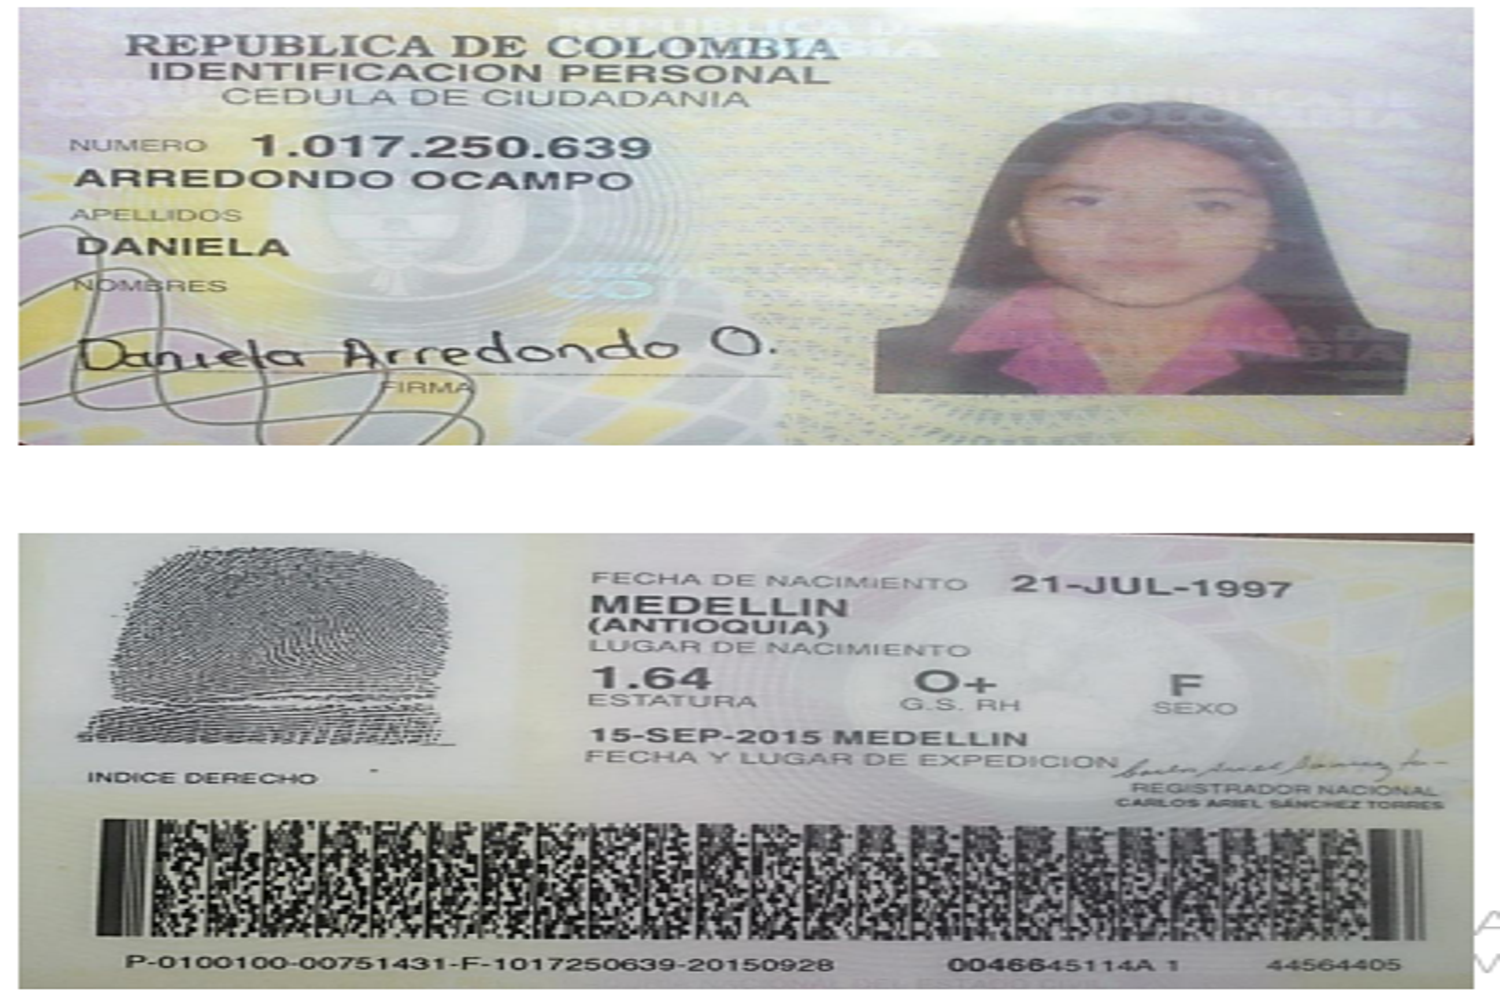 REPUBLICA DE COLOMBIA
IDENTIFICACION PERSONAL
CEDULA DE CIUDADANIA
NUMERO 1.017.250.639
ARREDONDO OCAMPO
APELLIDOS
DANIELA
NOMBRES
Daniela Arredondo O.
FIRMA
FECHA DE NACIMIENTO 21-JUL-1997
MEDELLIN
(ANTIOQUIA)
LUGAR DE NACIMIENTO
1.64 O+ F
ESTATURA G.S. RH SEXO
15-SEP-2015 MEDELLIN
FECHA Y LUGAR DE EXPEDICION
REGISTRADOR NACIONAL
CARLOS ARIEL SANCHEZ TORRES
INDICE DERECHO
P-0100100-00751431-F-1017250639-20150928 0046645114A 1 44564405